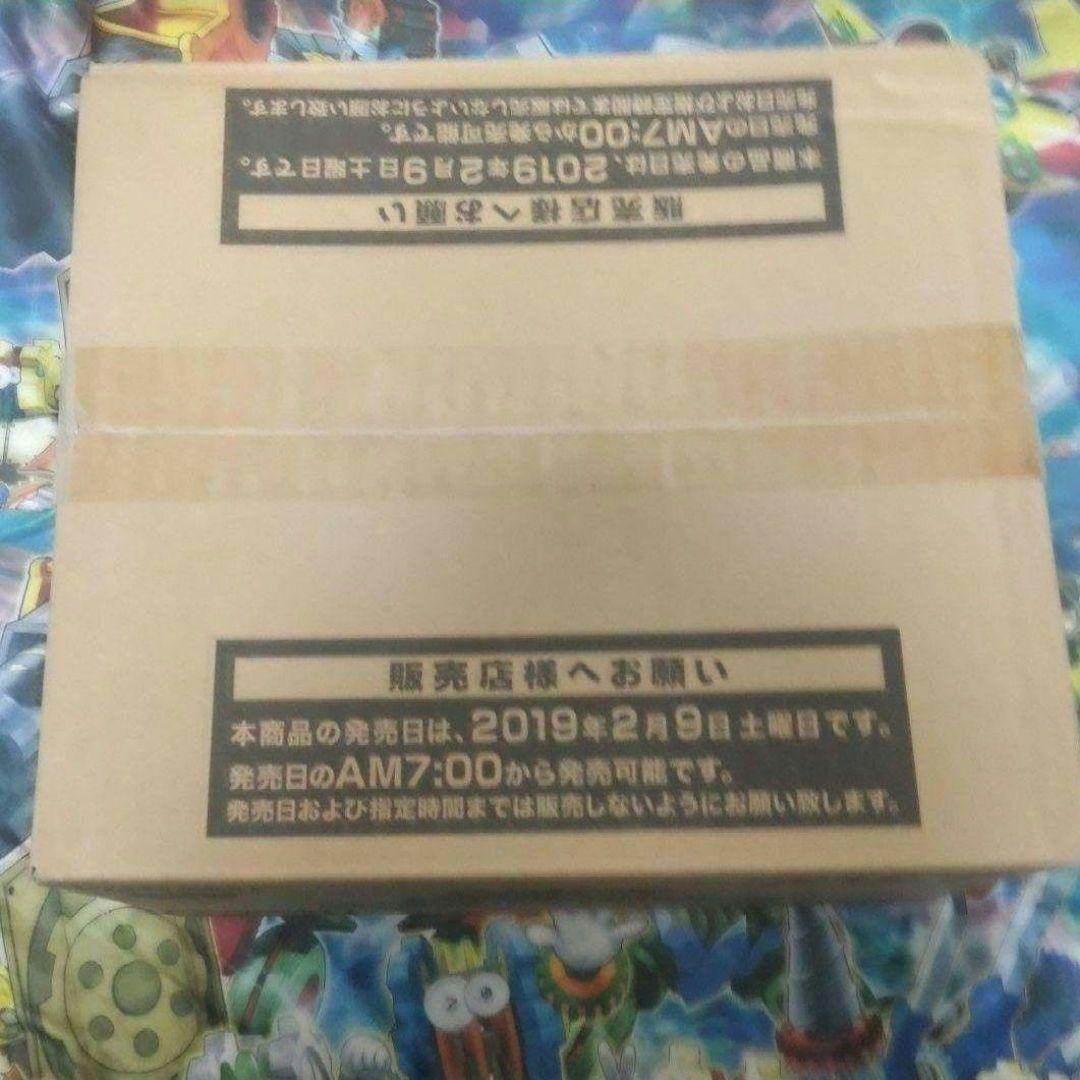 発売日および指定時間までは販売しないようにお願い致します。
発売日のAM7:00から発売可能です。
本商品の発売日は、2019年2月9日土曜日です。
販売店様へお願い
販売店様へお願い
本商品の発売日は、2019年2月9日土曜日です。
発売日のAM7:00から発売可能です。
発売日および指定時間までは販売しないようにお願い致します。